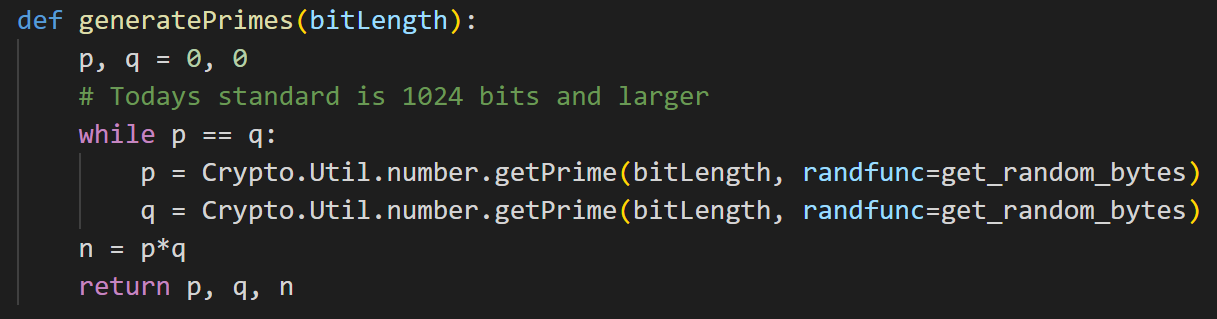 def generatePrimes(bitLength):
    p, q = 0, 0
    # Todays standard is 1024 bits and larger
    while p == q:
        p = Crypto.Util.number.getPrime(bitLength, randfunc=get_random_bytes)
        q = Crypto.Util.number.getPrime(bitLength, randfunc=get_random_bytes)
    n = p*q
    return p, q, n